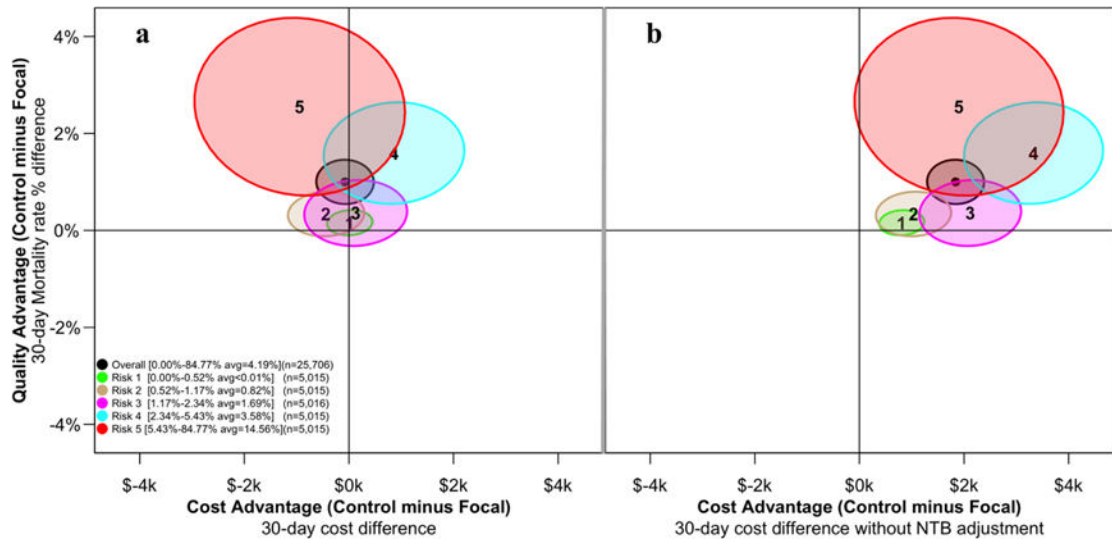 Quality Advantage (Control minus Focal)
30-day Mortality rate % difference
4%
2%
0%
-2%
-4%
a
5
4
2
3
1
Overall [0.00%-84.77% avg=4.19%](n=25,706)
Risk 1 [0.00%-0.52% avg<0.01%] (n=5,015)
Risk 2 [0.52%-1.17% avg=0.82%] (n=5,015)
Risk 3 [1.17%-2.34% avg=1.69%] (n=5,016)
Risk 4 [2.34%-5.43% avg=3.58%] (n=5,015)
Risk 5 [5.43%-84.77% avg=14.56%](n=5,015)
$-4k $-2k $0k $2k $4k
Cost Advantage (Control minus Focal)
30-day cost difference
b
5
4
2
3
1
$-4k $-2k $0k $2k $4k
Cost Advantage (Control minus Focal)
30-day cost difference without NTB adjustment